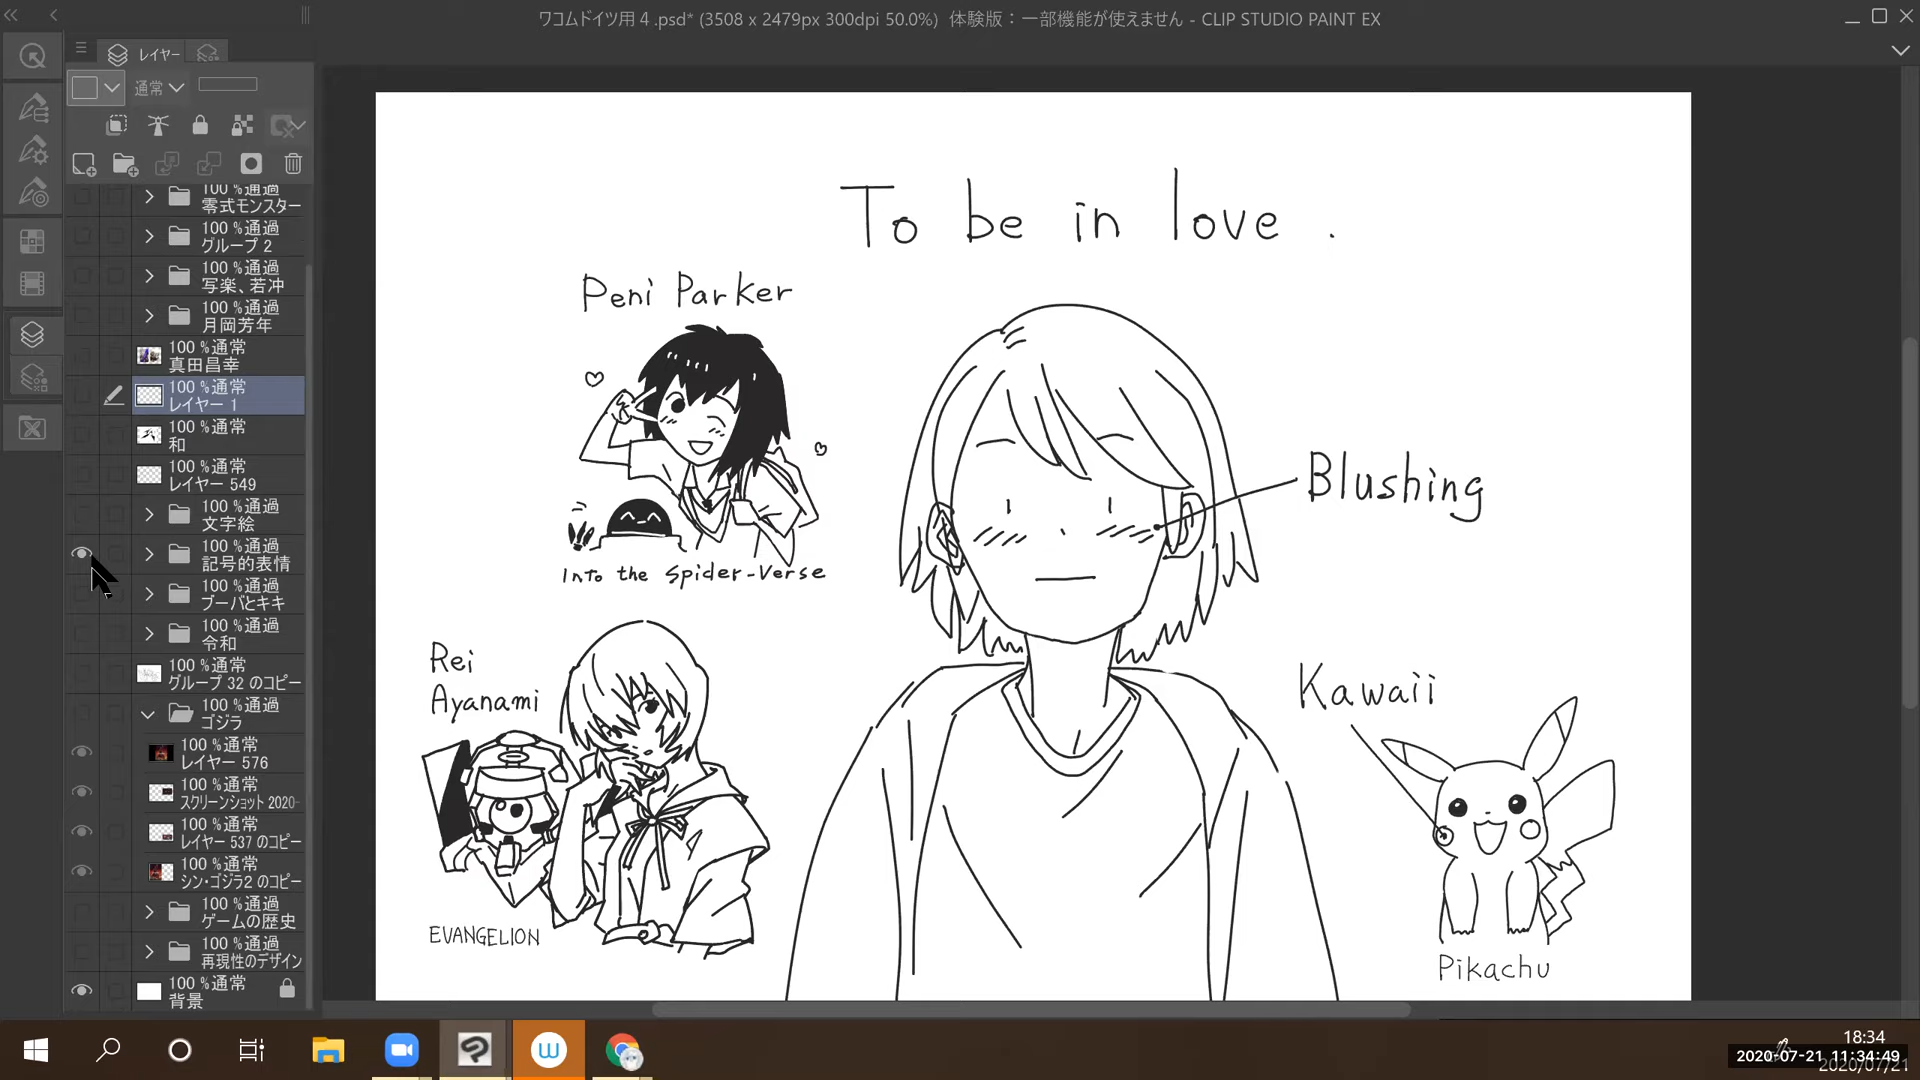 ワコムドイツ用４.psd* (3508 x 2479px 300dpi 50.0%) 体験版：一部機能が使えません - CLIP STUDIO PAINT EX
レイヤー
通常
100 %通過
零式モンスター
100 %通過
グループ 2
100 %通過
写楽、若冲
100 %通過
月岡芳年
100 %通常
真田昌幸
100 %通常
レイヤー 1
100 %通常
和
100 %通常
レイヤー 549
100 %通過
文字絵
100 %通過
記号的表情
100 %通過
ブーバとキキ
100 %通過
令和
100 %通常
グループ 32 のコピー
100 %通過
ゴジラ
100 %通常
レイヤー 576
100 %通常
スクリーンショット 2020-
100 %通常
レイヤー 537 のコピー
100 %通常
シン・ゴジラ2 のコピー
100 %通過
ゲームの歴史
100 %通過
再現性のデザイン
100 %通常
背景
To be in love .
Peni Parker
Into the Spider-Verse
Blushing
Rei
Ayanami
EVANGELION
Kawaii
Pikachu
18:34
2020-07-21 11:34:49
2020/07/21